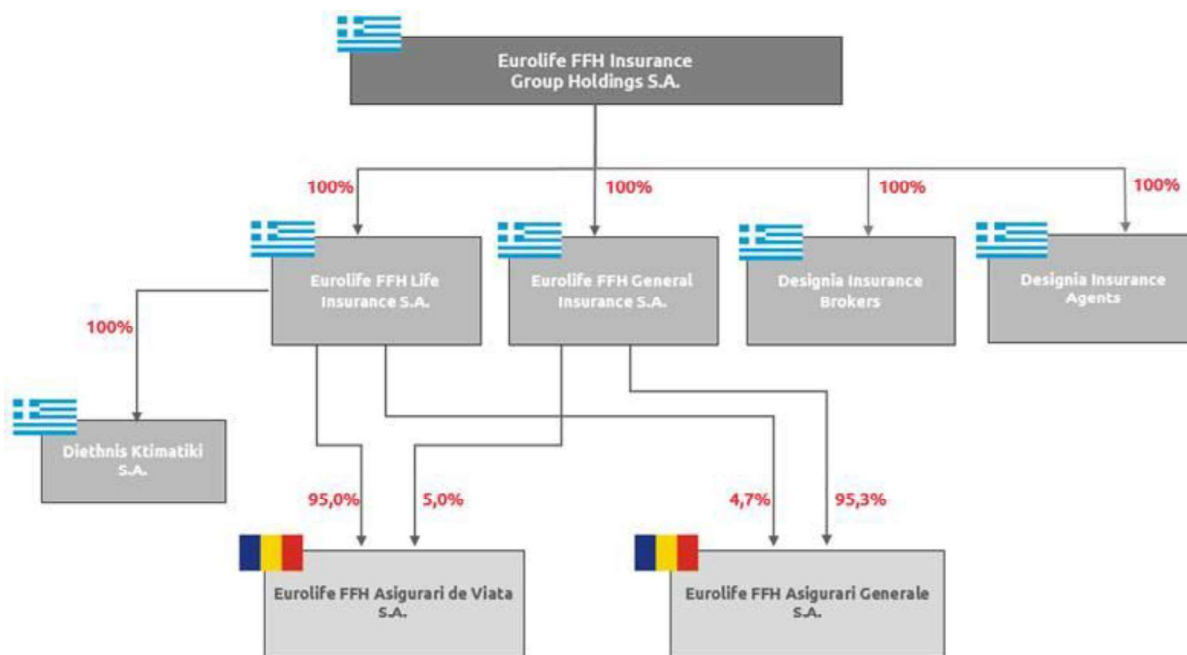 Eurolife FFH Insurance
Group Holdings S.A.
100%
100%
100%
100%
Eurolife FFH Life
Insurance S.A.
Eurolife FFH General
Insurance S.A.
Designia Insurance
Brokers
Designia Insurance
Agents
100%
Diethnis Ktimatiki
S.A.
95,0%
5,0%
4,7%
95,3%
Eurolife FFH Asigurari de Viata
S.A.
Eurolife FFH Asigurari Generale
S.A.